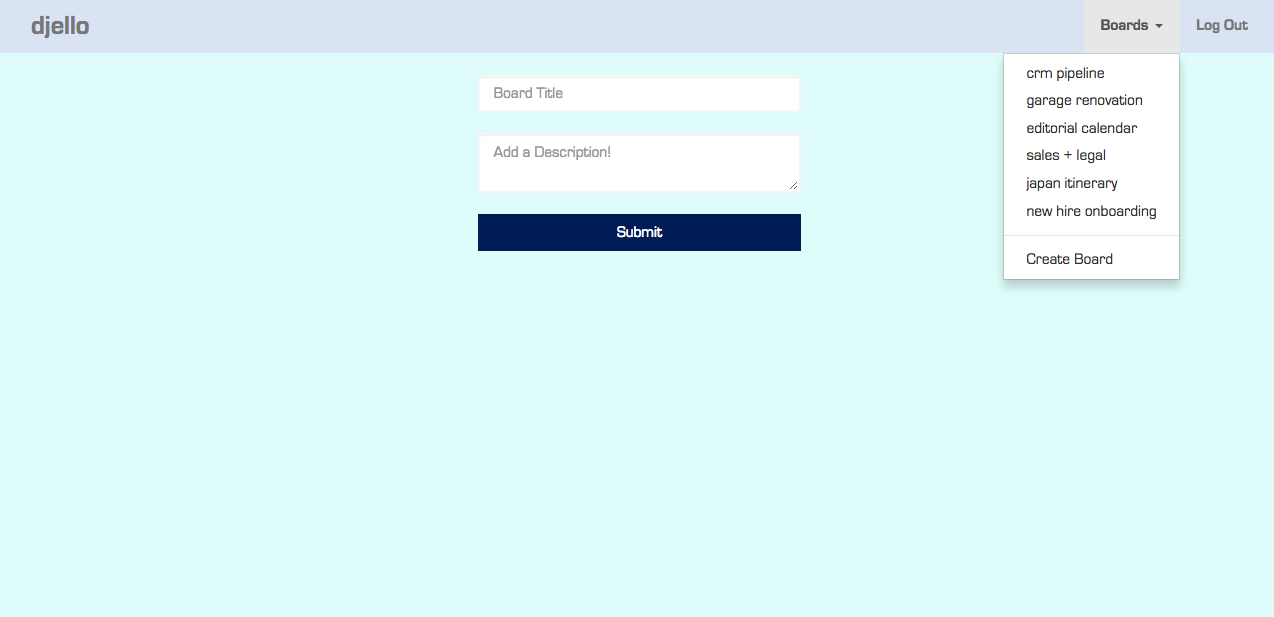 djello
Boards
Log Out
Board Title
Add a Description!
Submit
crm pipeline
garage renovation
editorial calendar
sales + legal
japan itinerary
new hire onboarding
Create Board